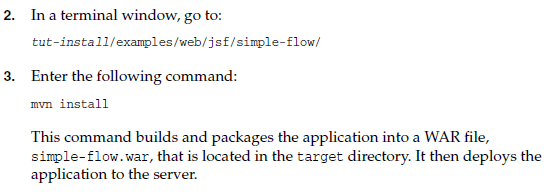 2. In a terminal window, go to:
tut-install/examples/web/jsf/simple-flow/
3. Enter the following command:
mvn install
This command builds and packages the application into a WAR file,
simple-flow.war, that is located in the target directory. It then deploys the
application to the server.